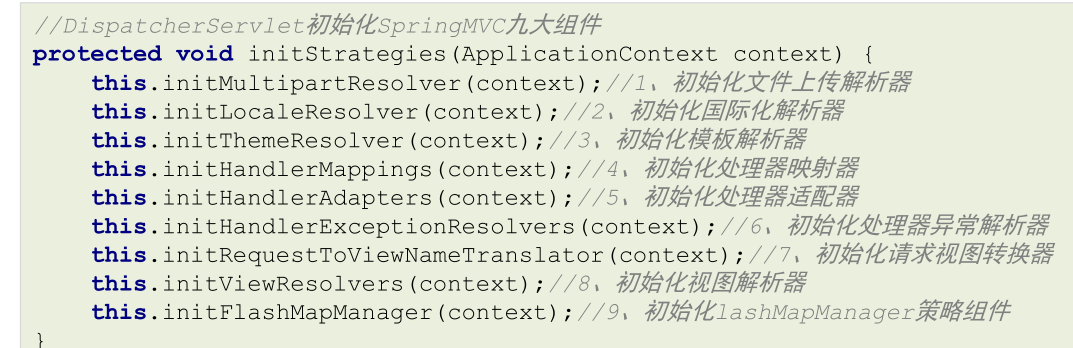 //DispatcherServlet初始化SpringMVC九大组件
protected void initStrategies(ApplicationContext context) {
    this.initMultipartResolver(context);//1、初始化文件上传解析器
    this.initLocaleResolver(context);//2、初始化国际化解析器
    this.initThemeResolver(context);//3、初始化模板解析器
    this.initHandlerMappings(context);//4、初始化处理器映射器
    this.initHandlerAdapters(context);//5、初始化处理器适配器
    this.initHandlerExceptionResolvers(context);//6、初始化处理器异常解析器
    this.initRequestToViewNameTranslator(context);//7、初始化请求视图转换器
    this.initViewResolvers(context);//8、初始化视图解析器
    this.initFlashMapManager(context);//9、初始化lashMapManager策略组件
}